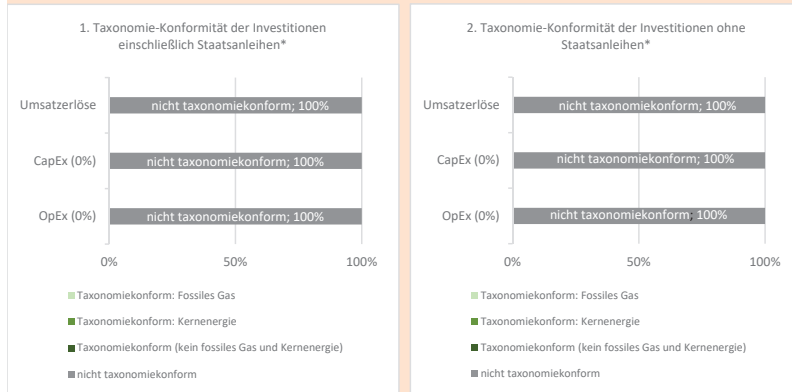 1. Taxonomie-Konformität der Investitionen
einschließlich Staatsanleihen*
Umsatzerlöse
nicht taxonomiekonform; 100%
CapEx (0%)
nicht taxonomiekonform; 100%
OpEx (0%)
nicht taxonomiekonform; 100%
0% 50% 100%
Taxonomiekonform: Fossiles Gas
Taxonomiekonform: Kernenergie
Taxonomiekonform (kein fossiles Gas und Kernenergie)
nicht taxonomiekonform
2. Taxonomie-Konformität der Investitionen ohne
Staatsanleihen*
Umsatzerlöse
nicht taxonomiekonform; 100%
CapEx (0%)
nicht taxonomiekonform; 100%
OpEx (0%)
nicht taxonomiekonform; 100%
0% 50% 100%
Taxonomiekonform: Fossiles Gas
Taxonomiekonform: Kernenergie
Taxonomiekonform (kein fossiles Gas und Kernenergie)
nicht taxonomiekonform